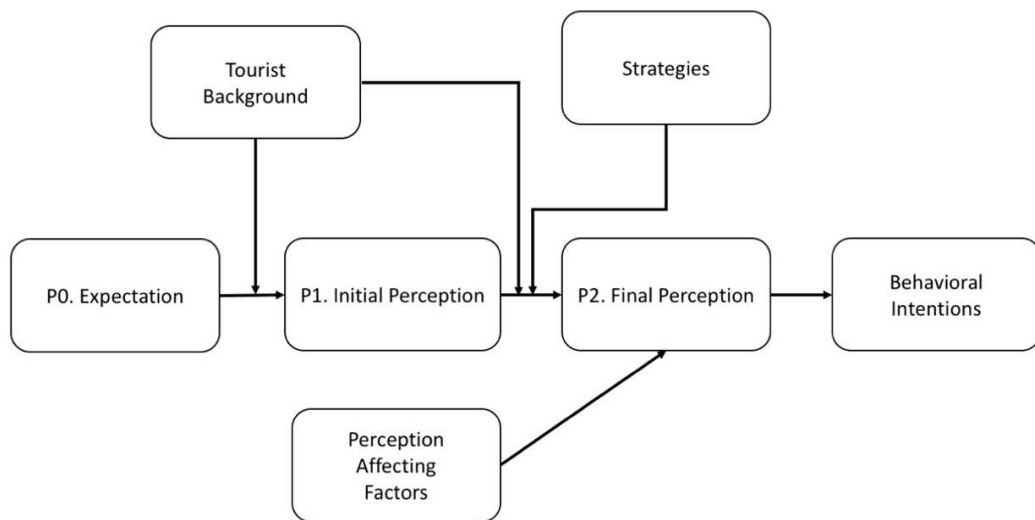 Tourist
Background
Strategies
P0. Expectation
P1. Initial Perception
P2. Final Perception
Behavioral
Intentions
Perception
Affecting
Factors